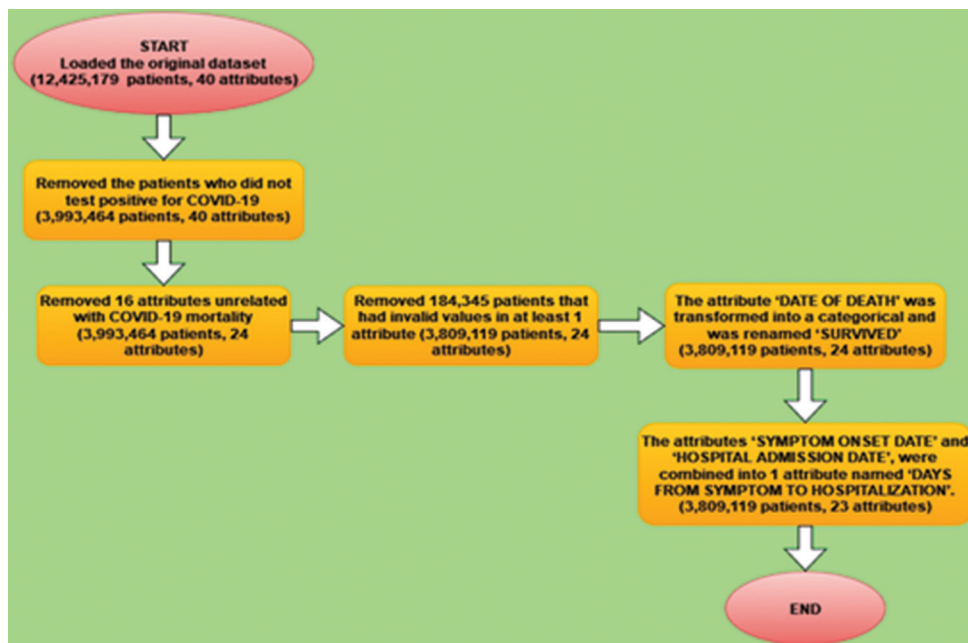 START
Loaded the original dataset
(12,425,179 patients, 40 attributes)
Removed the patients who did not
test positive for COVID-19
(3,993,464 patients, 40 attributes)
Removed 16 attributes unrelated
with COVID-19 mortality
(3,993,464 patients, 24
attributes)
Removed 184,345 patients that
had invalid values in at least 1
attribute (3,809,119 patients, 24
attributes)
The attribute ‘DATE OF DEATH’ was
transformed into a categorical and
was renamed ‘SURVIVED’
(3,809,119 patients, 24 attributes)
The attributes ‘SYMPTOM ONSET DATE’ and
‘HOSPITAL ADMISSION DATE’, were
combined into 1 attribute named ‘DAYS
FROM SYMPTOM TO HOSPITALIZATION’.
(3,809,119 patients, 23 attributes)
END